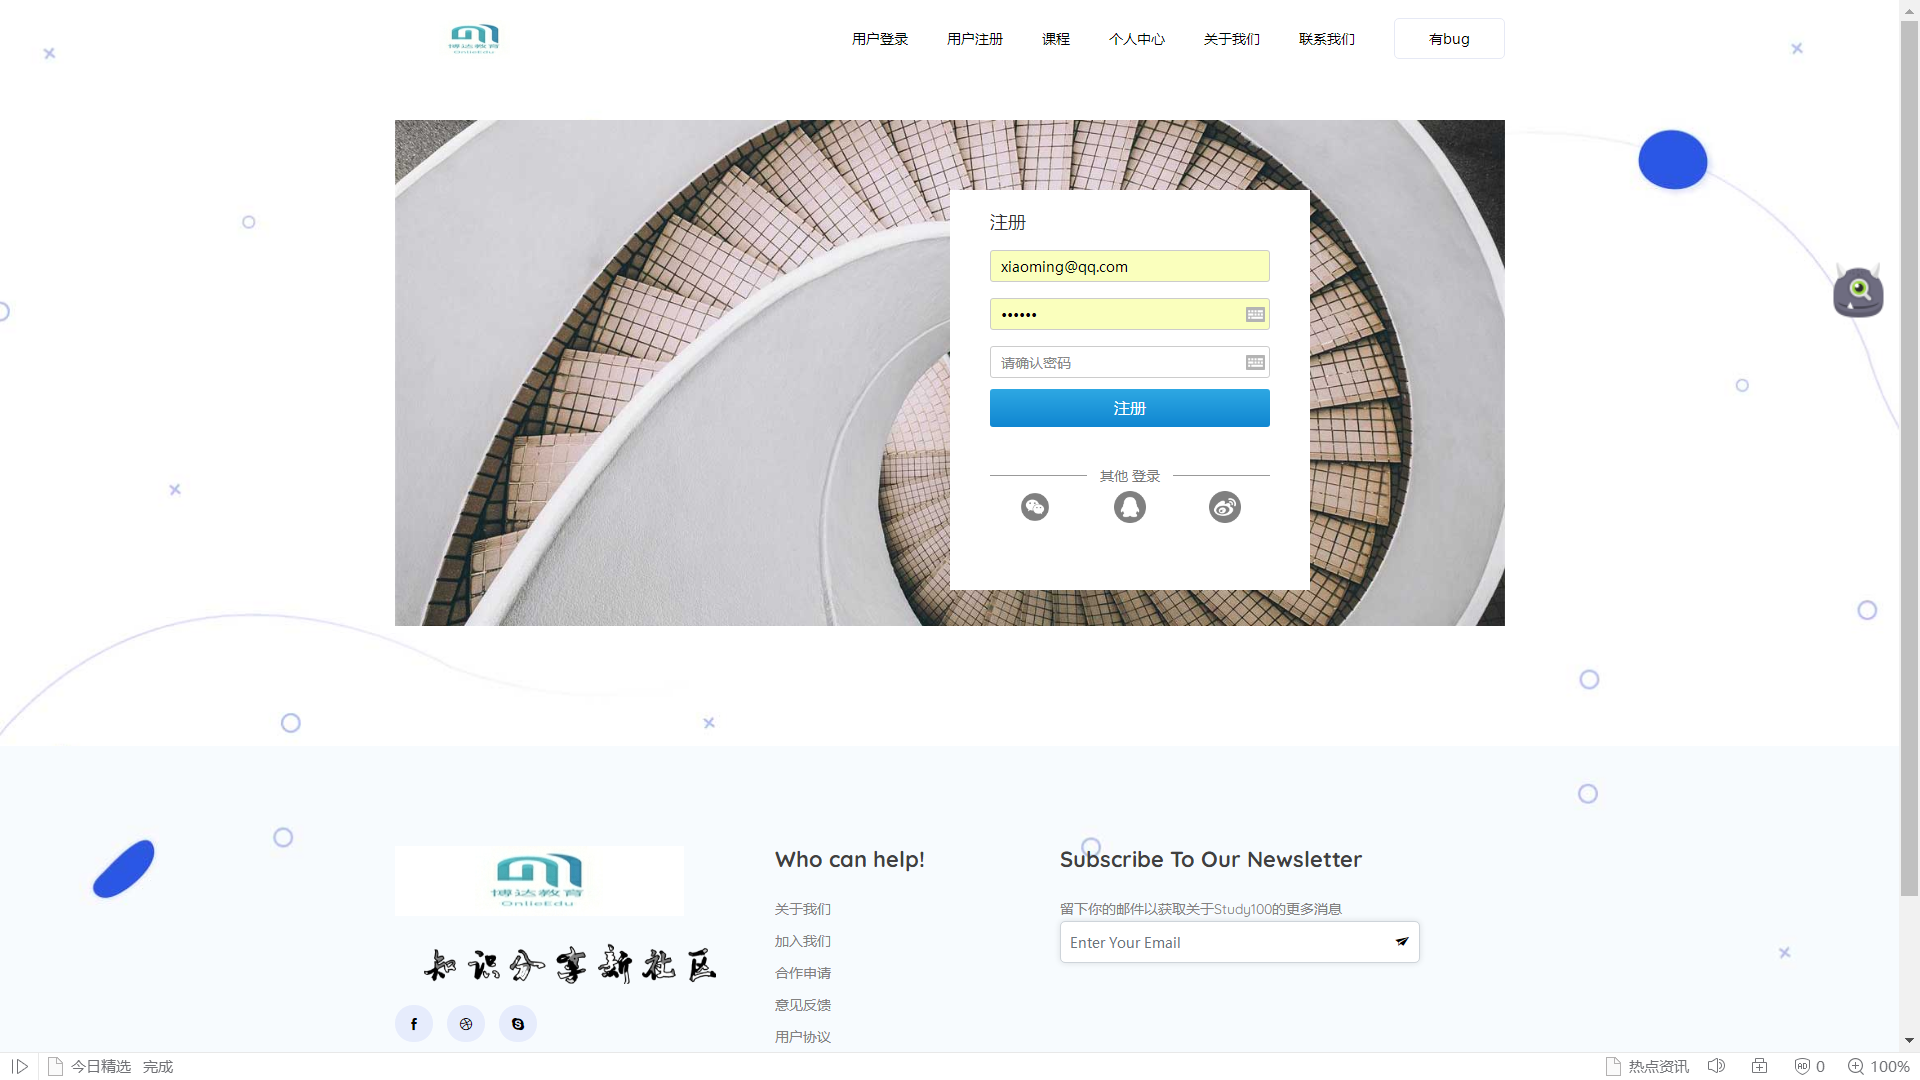 博达教育
OnlieEdu
用户登录
用户注册
课程
个人中心
关于我们
联系我们
有bug
注册
xiaoming@qq.com
••••••
请确认密码
注册
其他 登录
博达教育
OnlieEdu
知识分享新社区
Who can help!
关于我们
加入我们
合作申请
意见反馈
用户协议
Subscribe To Our Newsletter
留下你的邮件以获取关于Study100的更多消息
Enter Your Email
今日精选
完成
热点资讯
0
100%